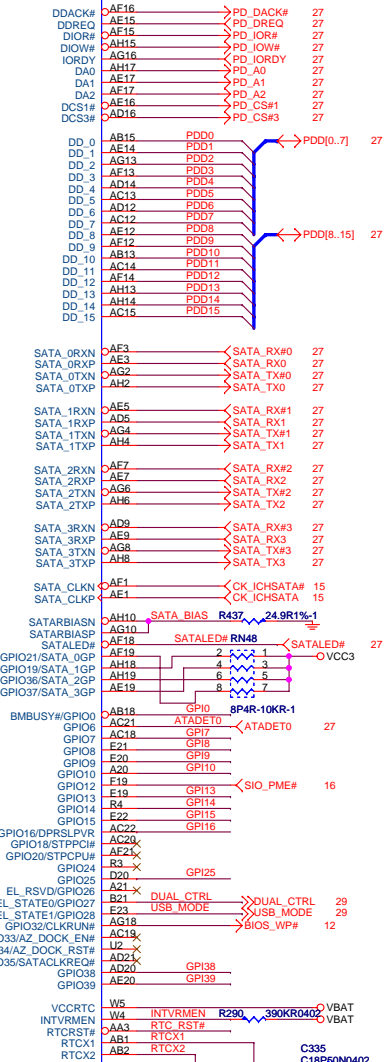 DDACK# AF16 PD_DACK# 27
DDREQ AE15 PD_DREQ 27
DIOR# AF15 PD_IOR# 27
DIOW# AH15 PD_IOW# 27
IORDY AG16 PD_IORDY 27
DA0 AH17 PD_A0 27
DA1 AE17 PD_A1 27
DA2 AF17 PD_A2 27
DCS1# AE16 PD_CS#1 27
DCS3# AD16 PD_CS#3 27
DD_0 AB15 PDD0 PDD[0..7] 27
DD_1 AE14 PDD1
DD_2 AG13 PDD2
DD_3 AF13 PDD3
DD_4 AD14 PDD4
DD_5 AC13 PDD5
DD_6 AD12 PDD6
DD_7 AC12 PDD7
DD_8 AE12 PDD8 PDD[8..15] 27
DD_9 AF12 PDD9
DD_10 AB13 PDD10
DD_11 AC14 PDD11
DD_12 AF14 PDD12
DD_13 AH13 PDD13
DD_14 AH14 PDD14
DD_15 AC15 PDD15
SATA_0RXN AF3 SATA_RX#0 27
SATA_0RXP AE3 SATA_RX0 27
SATA_0TXN AG2 SATA_TX#0 27
SATA_0TXP AH2 SATA_TX0 27
SATA_1RXN AE5 SATA_RX#1 27
SATA_1RXP AD5 SATA_RX1 27
SATA_1TXN AG4 SATA_TX#1 27
SATA_1TXP AH4 SATA_TX1 27
SATA_2RXN AF7 SATA_RX#2 27
SATA_2RXP AE7 SATA_RX2 27
SATA_2TXN AG6 SATA_TX#2 27
SATA_2TXP AH6 SATA_TX2 27
SATA_3RXN AD9 SATA_RX#3 27
SATA_3RXP AE9 SATA_RX3 27
SATA_3TXN AG8 SATA_TX#3 27
SATA_3TXP AH8 SATA_TX3 27
SATA_CLKN AF1 CK_ICHSATA# 15
SATA_CLKP AE1 CK_ICHSATA 15
SATARBIASN AH10 SATA_BIAS R437 24.9R1%-1
SATARBIASP AG10
SATALED# AF18 SATALED# RN48 SATALED# 27
GPIO21/SATA_0GP AF19 2 1 VCC3
GPIO19/SATA_1GP AH18 4 3
GPIO36/SATA_2GP AH19 6 5
GPIO37/SATA_3GP AE19 8 7
8P4R-10KR-1
BMBUSY#/GPIO0 AB18 GPI0
GPIO6 AC21 ATADET0 ATADET0 27
GPIO7 AC18 GPI7
GPIO8 E21 GPI8
GPIO9 E20 GPI9
GPIO10 A20 GPI10
GPIO12 F19 SIO_PME# 16
GPIO13 E19 GPI13
GPIO14 R4 GPI14
GPIO15 E22 GPI15
GPIO16/DPRSLPVR AC22 GPI16
GPIO18/STPPCI# AC20
GPIO20/STPCPU# AF21
GPIO24 R3
GPIO25 D20 GPI25
EL_RSVD/GPIO26 A21
EL_STATE0/GPIO27 B21 DUAL_CTRL DUAL_CTRL 29
EL_STATE1/GPIO28 E23 USB_MODE USB_MODE 29
GPIO32/CLKRUN# AG18 BIOS_WP# 12
O33/AZ_DOCK_EN# AC19
34/AZ_DOCK_RST# U2
O35/SATACLKREQ# AD21
GPIO38 AD20 GPI38
GPIO39 AE20 GPI39
VCCRTC W5 VBAT
INTVRMEN W4 INTVRMEN R290 390KR0402 VBAT
RTCRST# AA3 RTC_RST#
RTCX1 AB1 RTCX1
RTCX2 AB2 RTCX2 C335
C18P50N0402